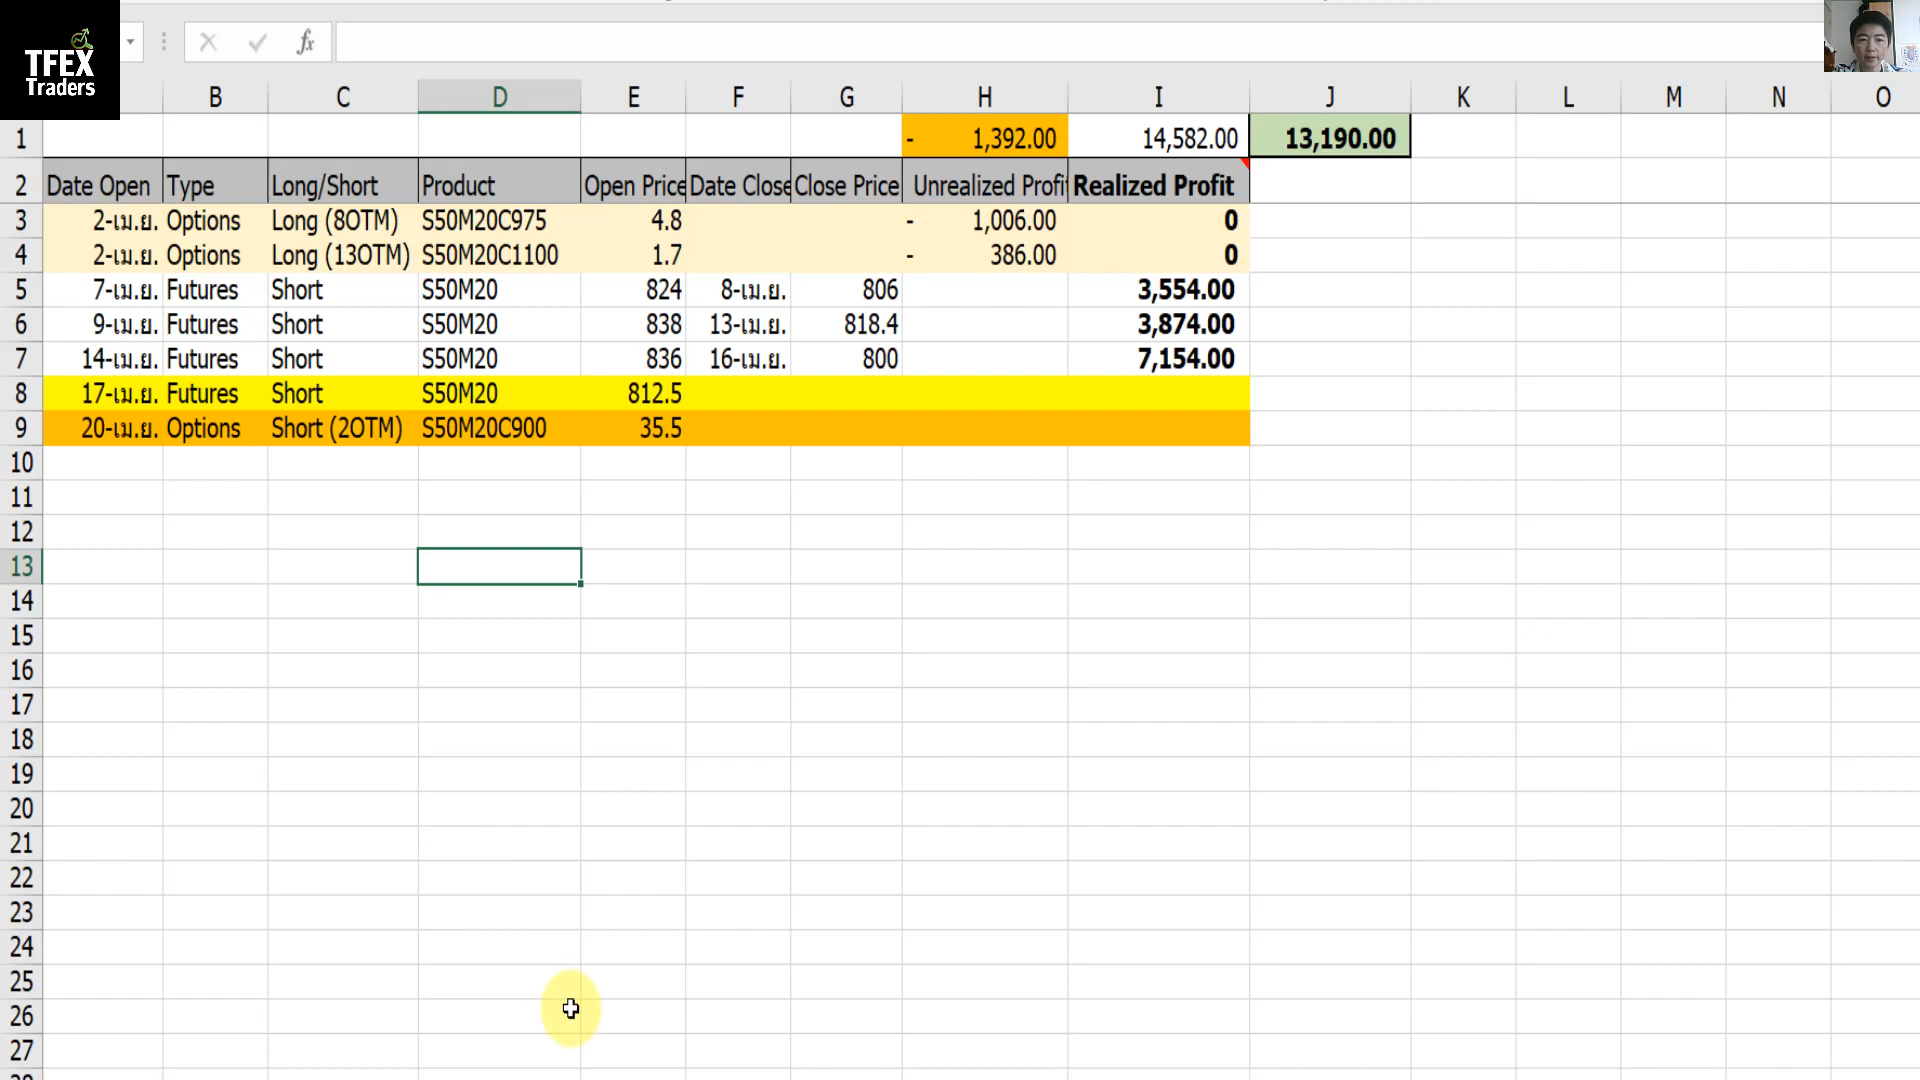 TFEX
Traders
fx
B C D E F G H I J K L M N O
1 - 1,392.00 14,582.00 13,190.00
2 Date Open Type Long/Short Product Open Price Date Close Close Price Unrealized Profi Realized Profit
3 2-เม.ย. Options Long (8OTM) S50M20C975 4.8 - 1,006.00 0
4 2-เม.ย. Options Long (13OTM) S50M20C1100 1.7 - 386.00 0
5 7-เม.ย. Futures Short S50M20 824 8-เม.ย. 806 3,554.00
6 9-เม.ย. Futures Short S50M20 838 13-เม.ย. 818.4 3,874.00
7 14-เม.ย. Futures Short S50M20 836 16-เม.ย. 800 7,154.00
8 17-เม.ย. Futures Short S50M20 812.5
9 20-เม.ย. Options Short (2OTM) S50M20C900 35.5
10
11
12
13
14
15
16
17
18
19
20
21
22
23
24
25
26
27